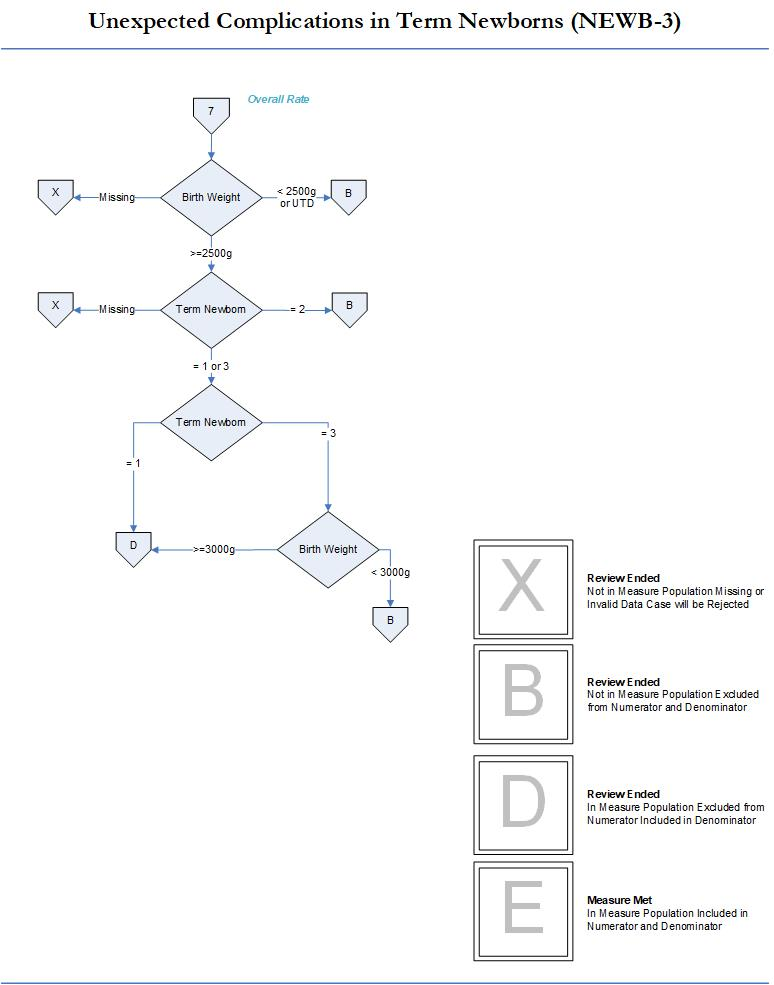 Unexpected Complications in Term Newborns (NEWB-3)
Overall Rate
7
X
Missing
Birth Weight
< 2500g
or UTD
B
>=2500g
X
Missing
Term Newborn
= 2
B
= 1 or 3
Term Newborn
= 3
= 1
D
>=3000g
Birth Weight
< 3000g
B
X
Review Ended
Not in Measure Population Missing or
Invalid Data Case will be Rejected
B
Review Ended
Not in Measure Population Excluded
from Numerator and Denominator
D
Review Ended
In Measure Population Excluded from
Numerator Included in Denominator
E
Measure Met
In Measure Population Included in
Numerator and Denominator